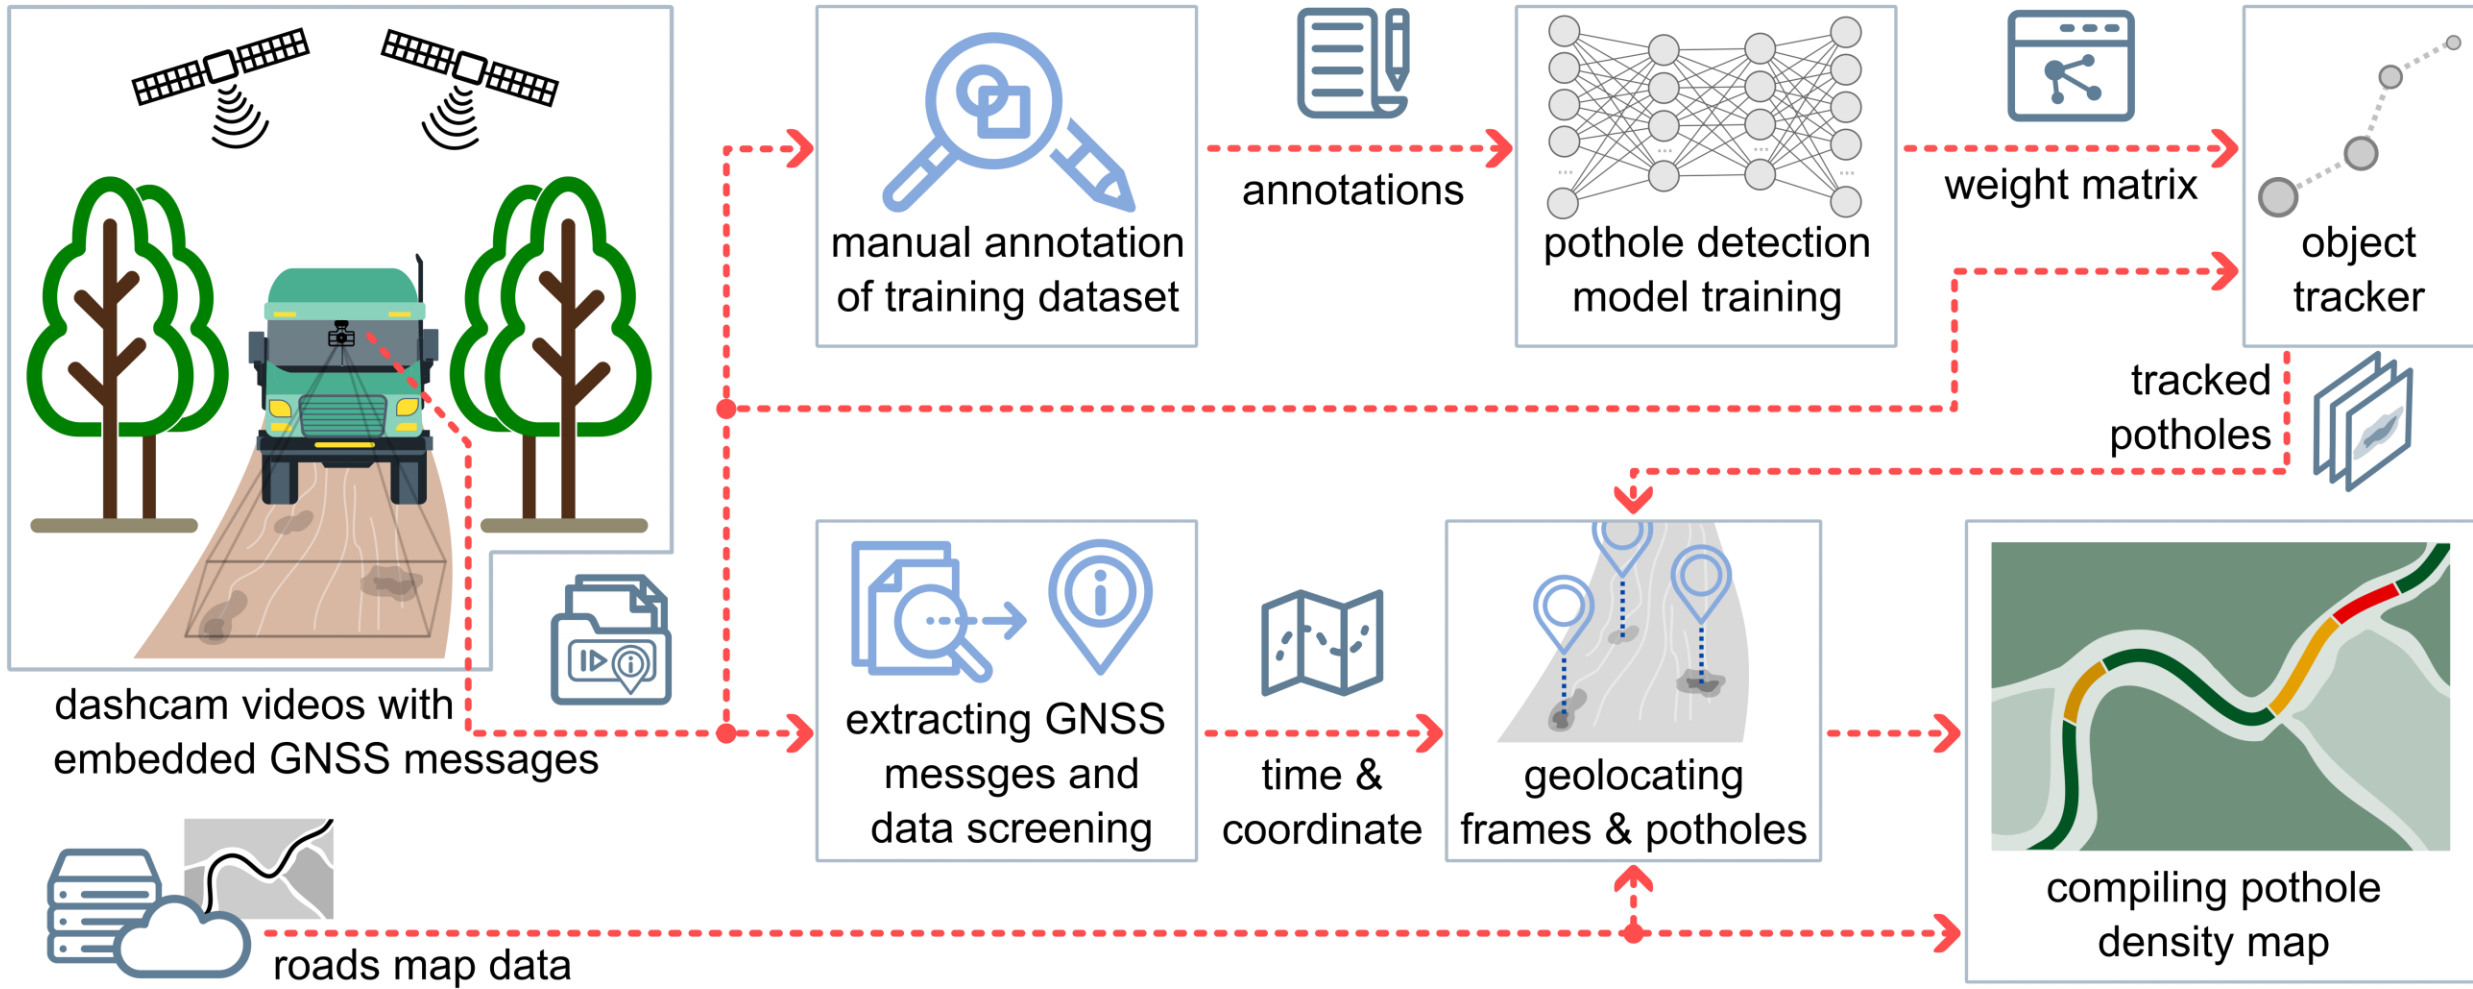 manual annotation
of training dataset
annotations
pothole detection
model training
weight matrix
object
tracker
tracked
potholes
dashcam videos with
embedded GNSS messages
extracting GNSS
messges and
data screening
time &
coordinate
geolocating
frames & potholes
compiling pothole
density map
roads map data